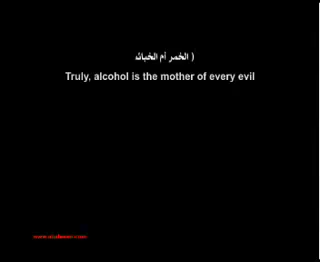 ( الخمر أم الخبائث
Truly, alcohol is the mother of every evil